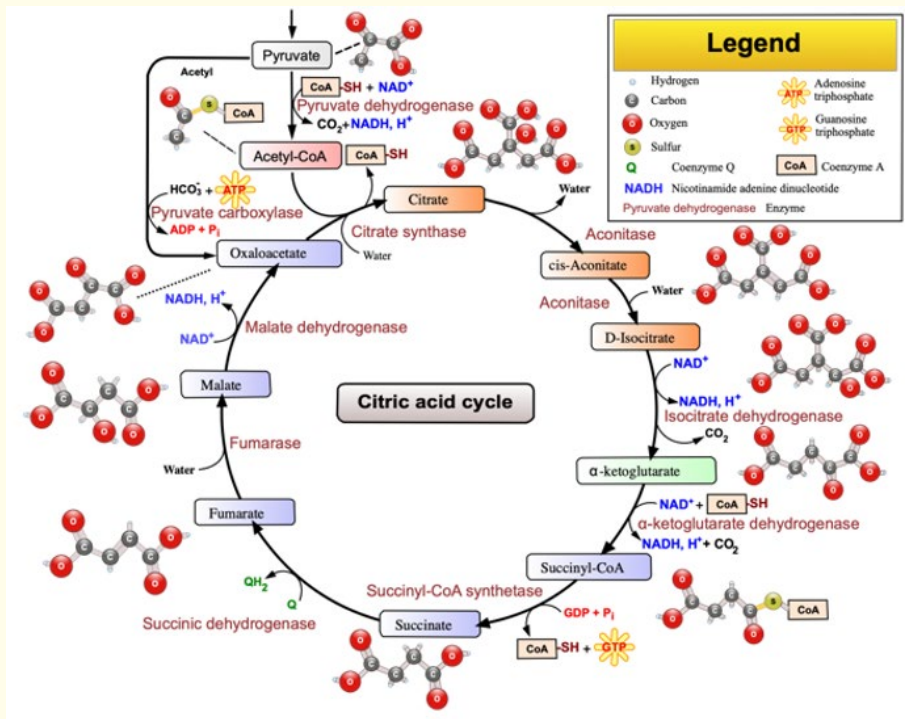 Pyruvate
Acetyl
CoA-SH + NAD⁺
Pyruvate dehydrogenase
CO₂+NADH, H⁺
S
CoA
Acetyl-CoA
CoA-SH
HCO₃⁻ + ATP
Pyruvate carboxylase
ADP + Pᵢ
Citrate
Water
Citrate synthase
Water
Oxaloacetate
Aconitase
cis-Aconitate
Aconitase
Water
D-Isocitrate
NADH, H⁺
Malate dehydrogenase
NAD⁺
NAD⁺
NADH, H⁺
Isocitrate dehydrogenase
CO₂
Malate
Citric acid cycle
Fumarase
Water
α-ketoglutarate
NAD⁺ + CoA-SH
α-ketoglutarate dehydrogenase
NADH, H⁺ + CO₂
Fumarate
Succinyl-CoA
QH₂
Q
Succinic dehydrogenase
Succinyl-CoA synthetase
GDP + Pᵢ
CoA-SH + GTP
Succinate
S
CoA
Legend
Hydrogen
C Carbon
O Oxygen
S Sulfur
Q Coenzyme Q
ATP Adenosine
triphosphate
GTP Guanosine
triphosphate
CoA Coenzyme A
NADH Nicotinamide adenine dinucleotide
Pyruvate dehydrogenase Enzyme